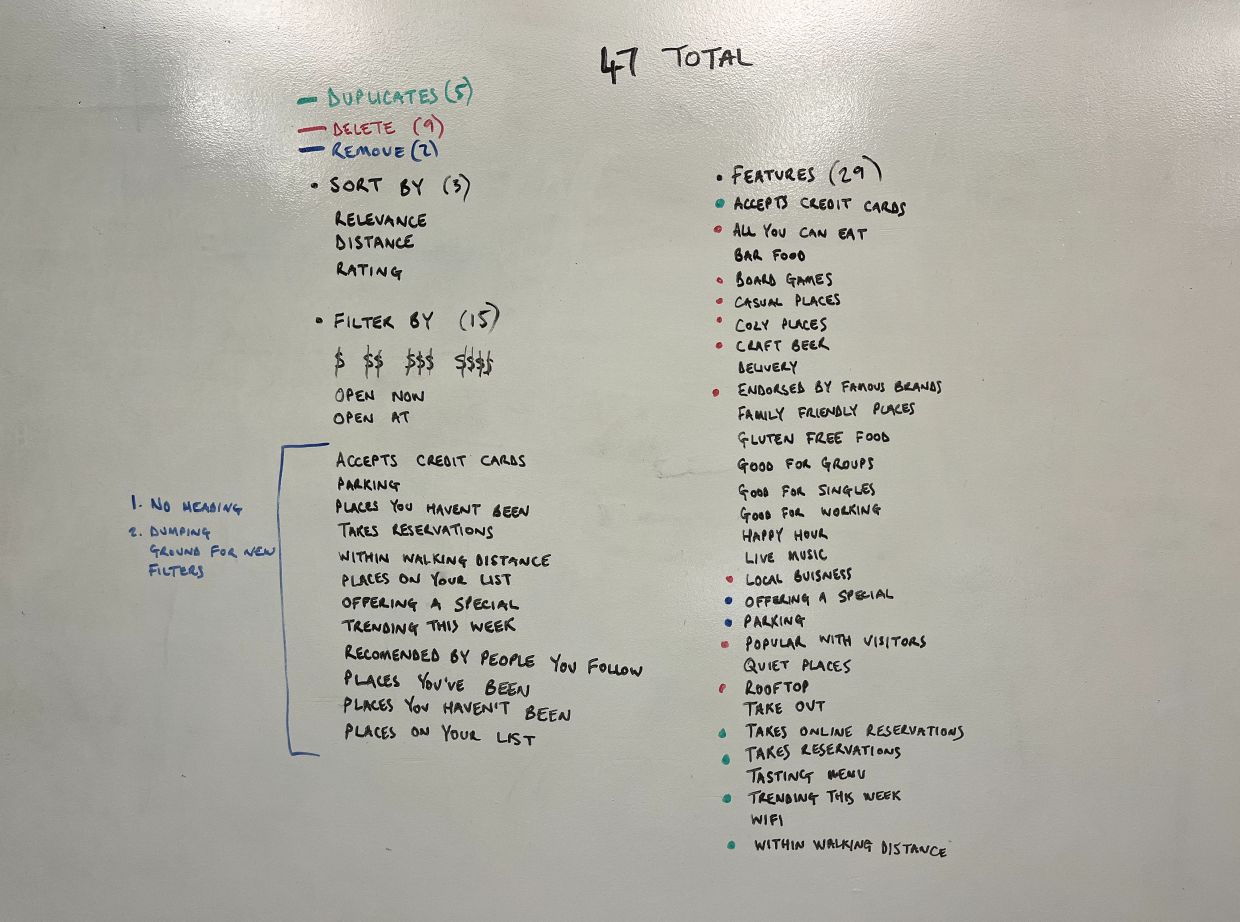 47 TOTAL
DUPLICATES (5)
DELETE (9)
REMOVE (2)
• SORT BY (3)
RELEVANCE
DISTANCE
RATING
• FILTER BY (15)
$ $$ $$$ $$$$
OPEN NOW
OPEN AT
ACCEPTS CREDIT CARDS
PARKING
PLACES YOU HAVENT BEEN
TAKES RESERVATIONS
WITHIN WALKING DISTANCE
PLACES ON YOUR LIST
OFFERING A SPECIAL
TRENDING THIS WEEK
RECOMENDED BY PEOPLE YOU FOLLOW
PLACES YOU'VE BEEN
PLACES YOU HAVEN'T BEEN
PLACES ON YOUR LIST
1. NO HEADING
2. DUMPING
GROUND FOR NEW
FILTERS
• FEATURES (29)
• ACCEPTS CREDIT CARDS
• ALL YOU CAN EAT
BAR FOOD
• BOARD GAMES
• CASUAL PLACES
• COZY PLACES
• CRAFT BEER
DELIVERY
• ENDORSED BY FAMOUS BRANDS
FAMILY FRIENDLY PLACES
GLUTEN FREE FOOD
GOOD FOR GROUPS
GOOD FOR SINGLES
GOOD FOR WORKING
HAPPY HOUR
LIVE MUSIC
• LOCAL BUISNESS
• OFFERING A SPECIAL
• PARKING
• POPULAR WITH VISITORS
QUIET PLACES
• ROOFTOP
TAKE OUT
• TAKES ONLINE RESERVATIONS
• TAKES RESERVATIONS
TASTING MENU
• TRENDING THIS WEEK
WIFI
• WITHIN WALKING DISTANCE